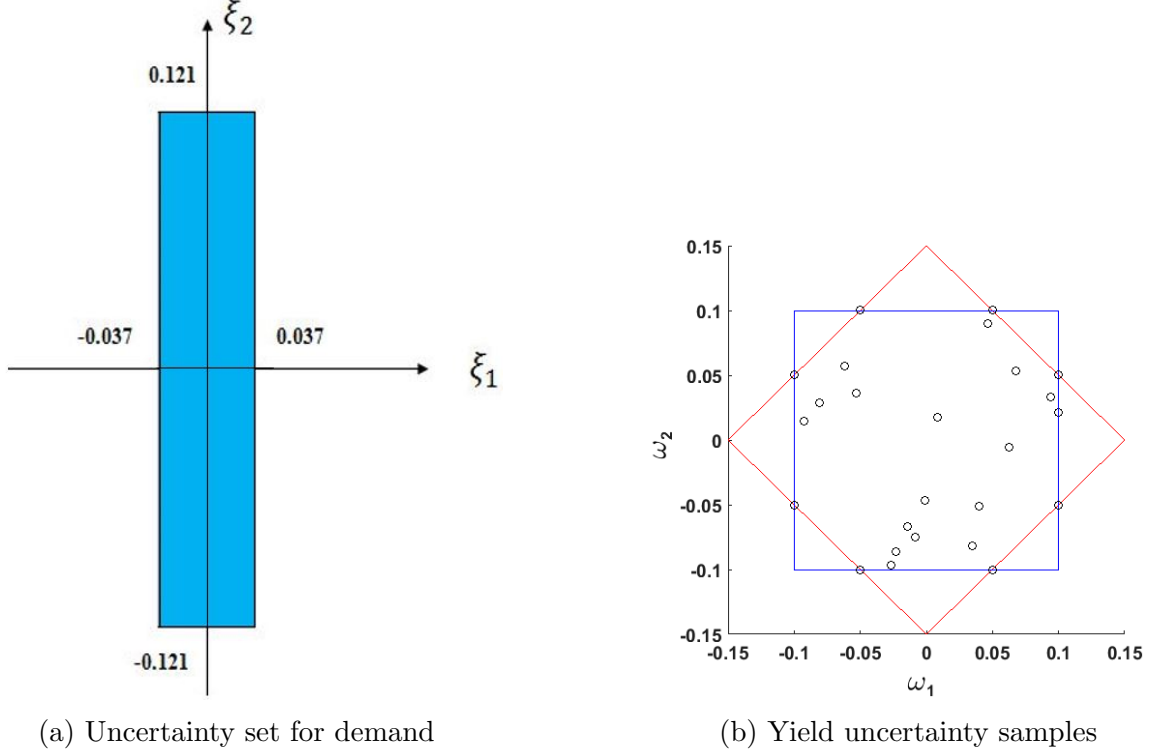 ξ2
0.121
-0.037
0.037
ξ1
-0.121
(a) Uncertainty set for demand
0.15
0.1
0.05
0
-0.05
-0.1
-0.15
ω2
-0.15 -0.1 -0.05 0 0.05 0.1 0.15
ω1
(b) Yield uncertainty samples